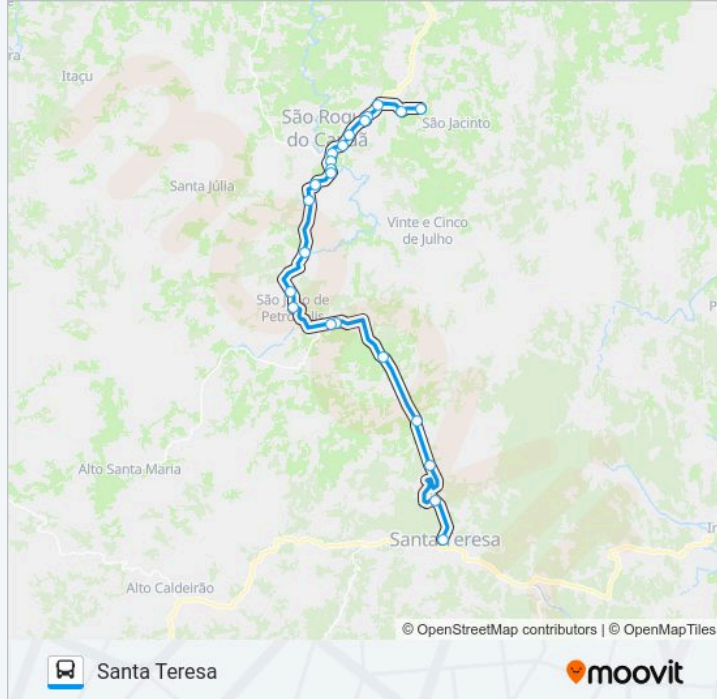 Itaçu
São Roque
do Canaã
São Jacinto
Santa Júlia
Vinte e Cinco
de Julho
São João de
Petrópolis
Alto Santa Maria
Santa Teresa
Alto Caldeirão
© OpenStreetMap contributors | © OpenMapTiles
Santa Teresa
moovit